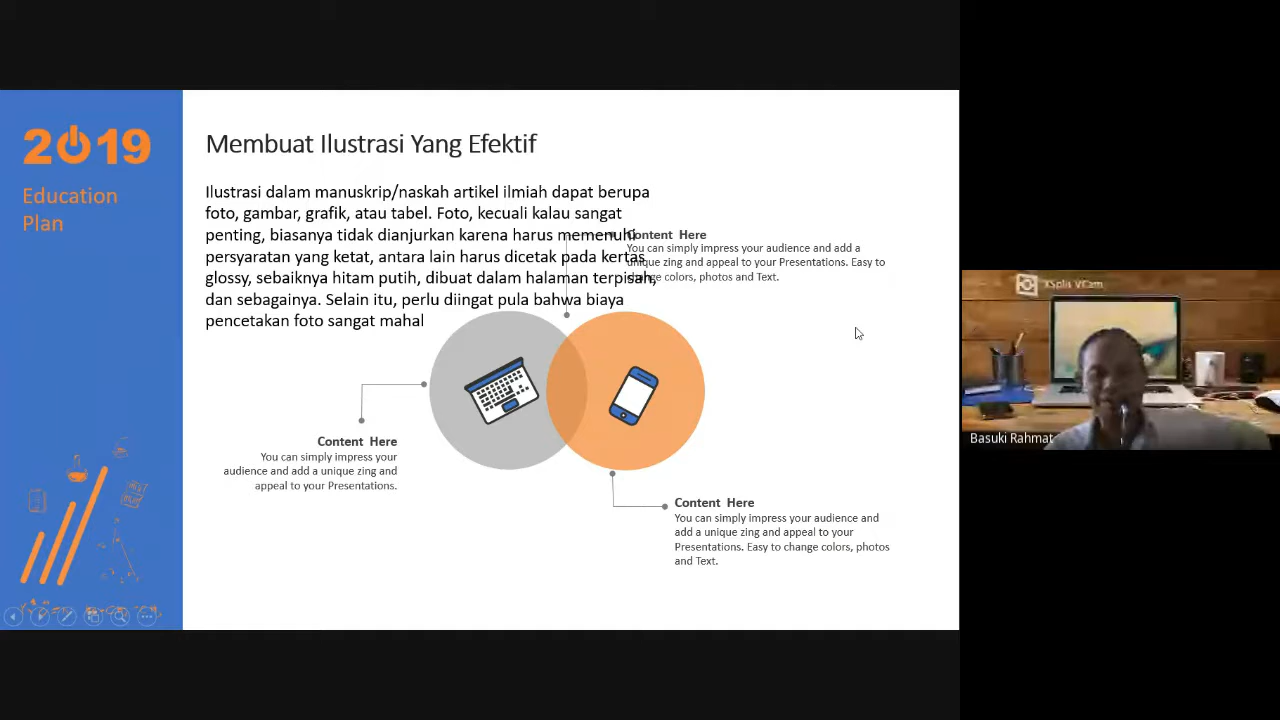 2019
Education
Plan
Membuat Ilustrasi Yang Efektif
Ilustrasi dalam manuskrip/naskah artikel ilmiah dapat berupa
foto, gambar, grafik, atau tabel. Foto, kecuali kalau sangat
penting, biasanya tidak dianjurkan karena harus memenuhi
persyaratan yang ketat, antara lain harus dicetak pada kertas
glossy, sebaiknya hitam putih, dibuat dalam halaman terpisah,
dan sebagainya. Selain itu, perlu diingat pula bahwa biaya
pencetakan foto sangat mahal
Content Here
You can simply impress your audience and add a
unique zing and appeal to your Presentations. Easy to
change colors, photos and Text.
Content Here
You can simply impress your
audience and add a unique zing and
appeal to your Presentations.
Content Here
You can simply impress your audience and
add a unique zing and appeal to your
Presentations. Easy to change colors, photos
and Text.
XSplit VCam
Basuki Rahmat